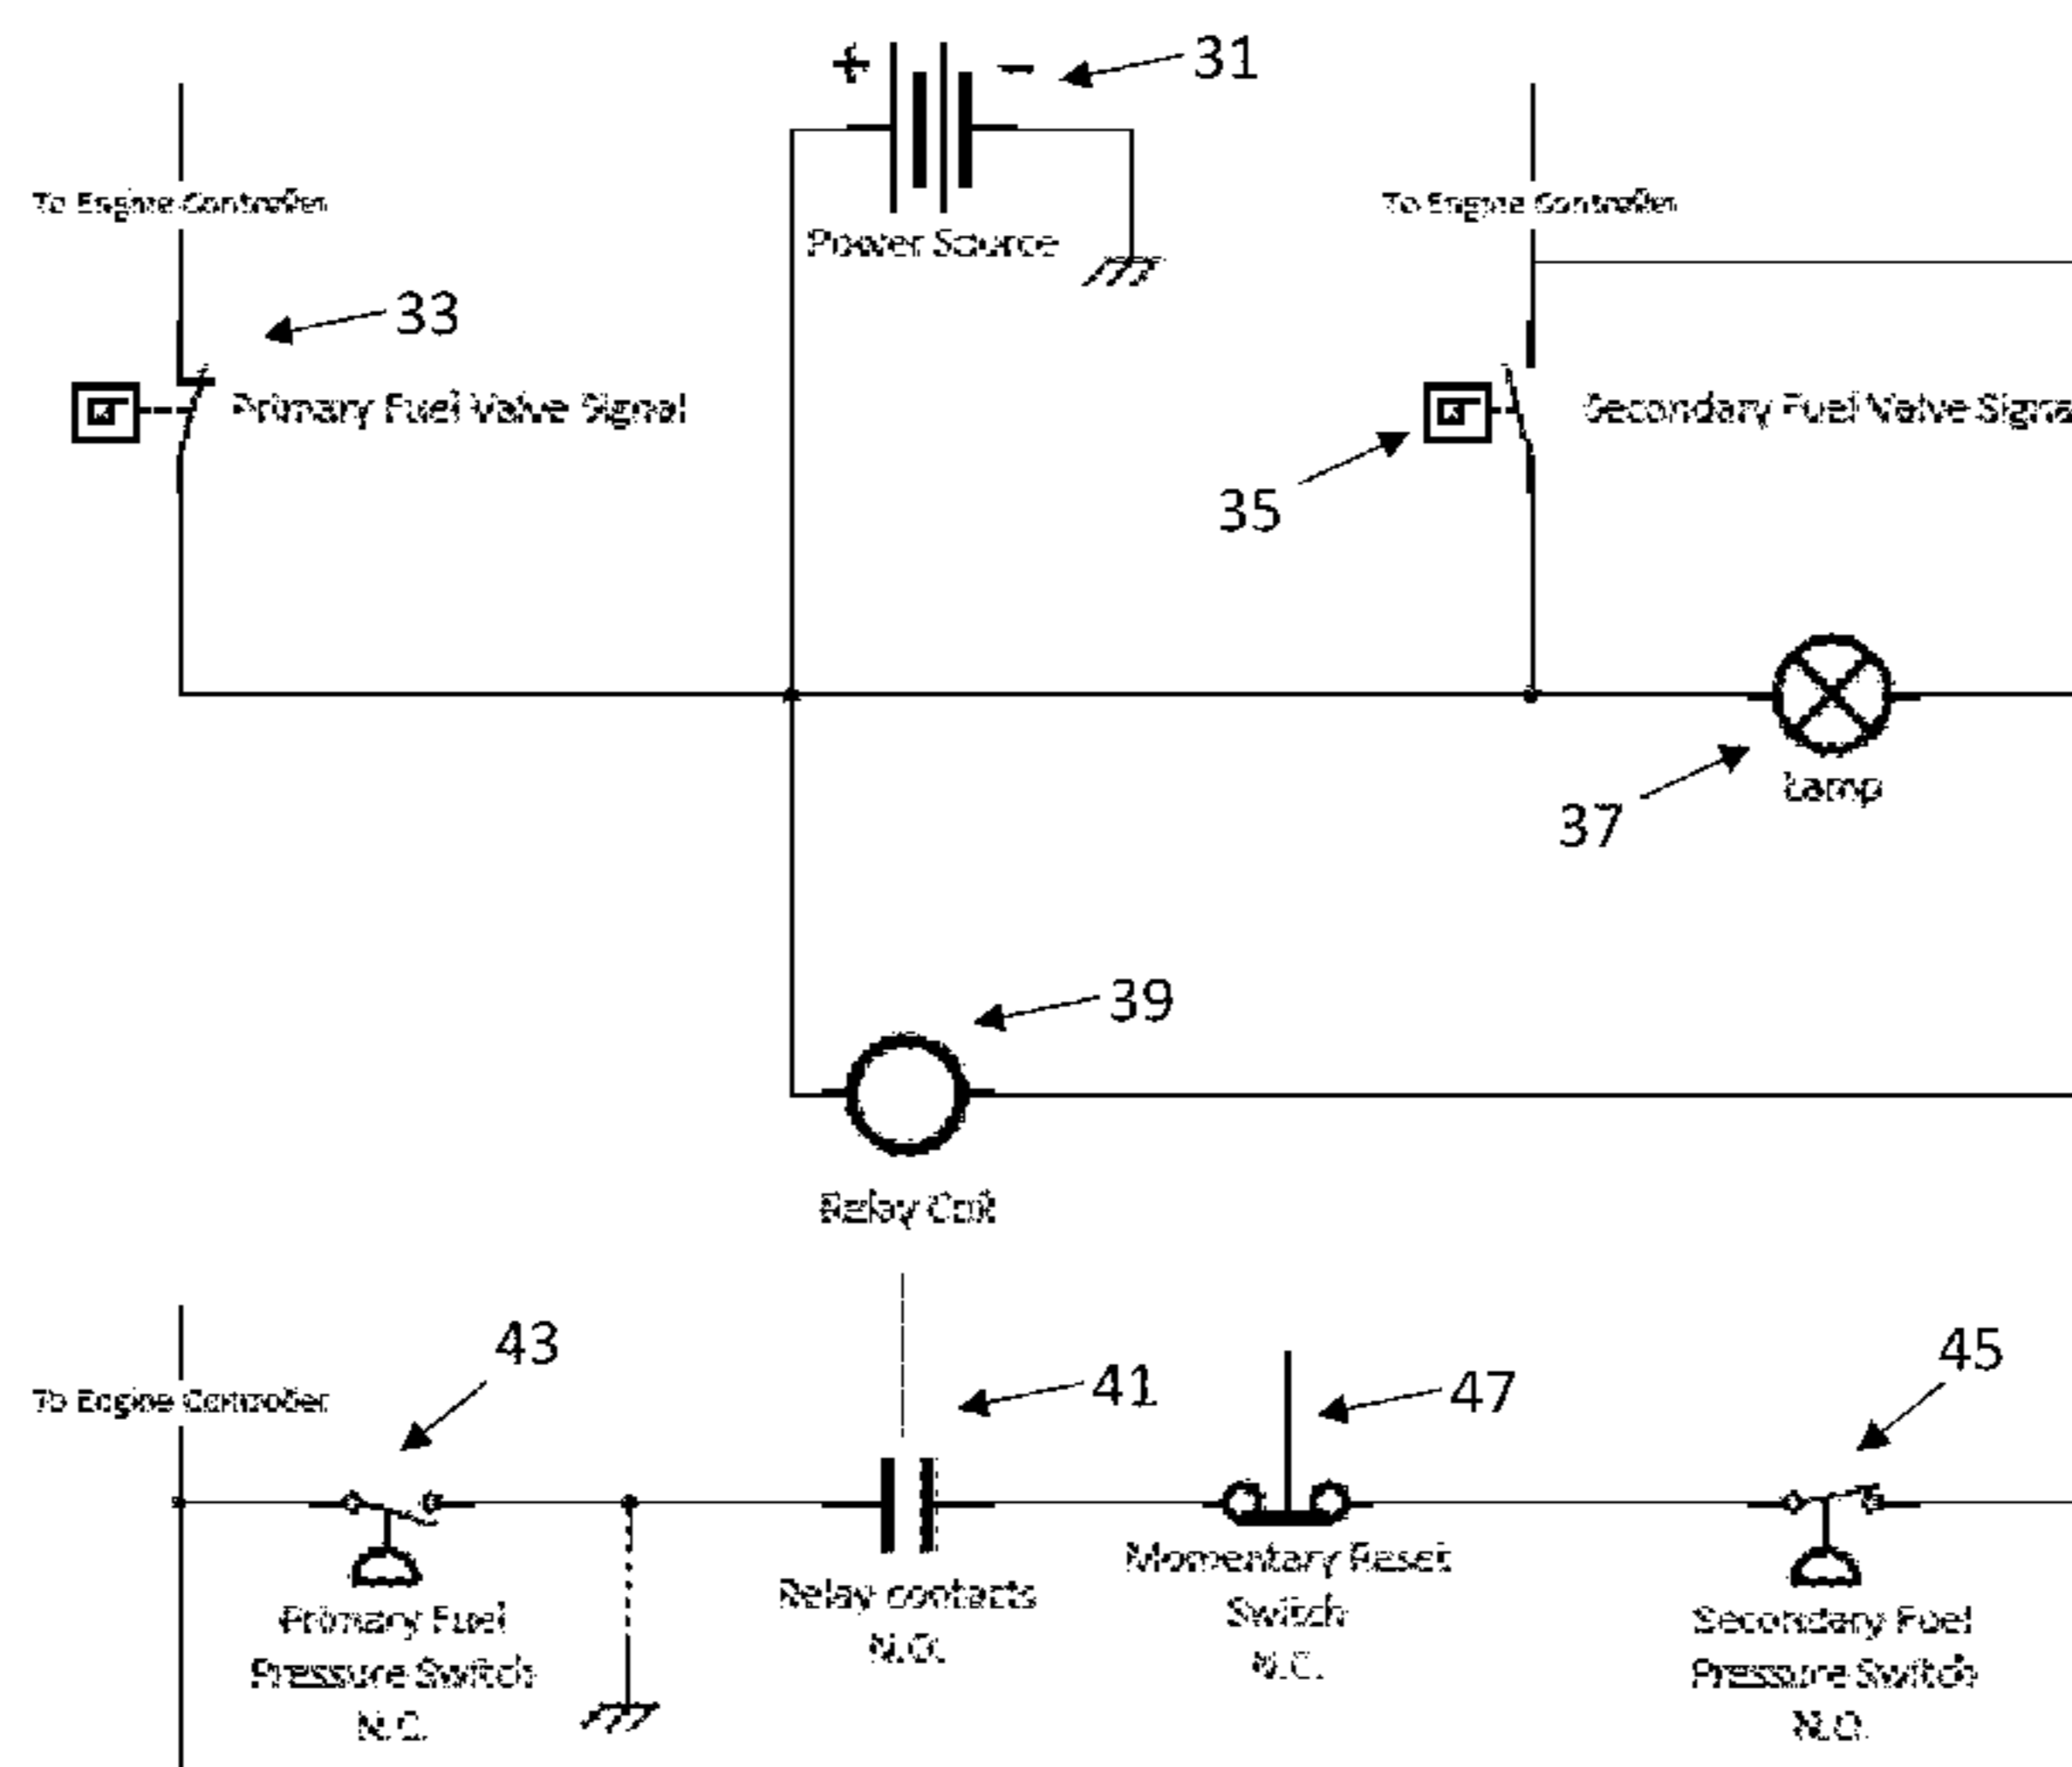 + − 31
To Engine Controller
To Engine Controller
Power Source
33
Primary Fuel Valve Signal
Secondary Fuel Valve Signa
35
37
Lamp
39
Relay Coil
43
41
47
45
To Engine Controller
Momentary Reset
Switch
N.C.
Relay contacts
N.O.
Primary Fuel
Pressure Switch
Secondary Fuel
Pressure Switch
N.O.